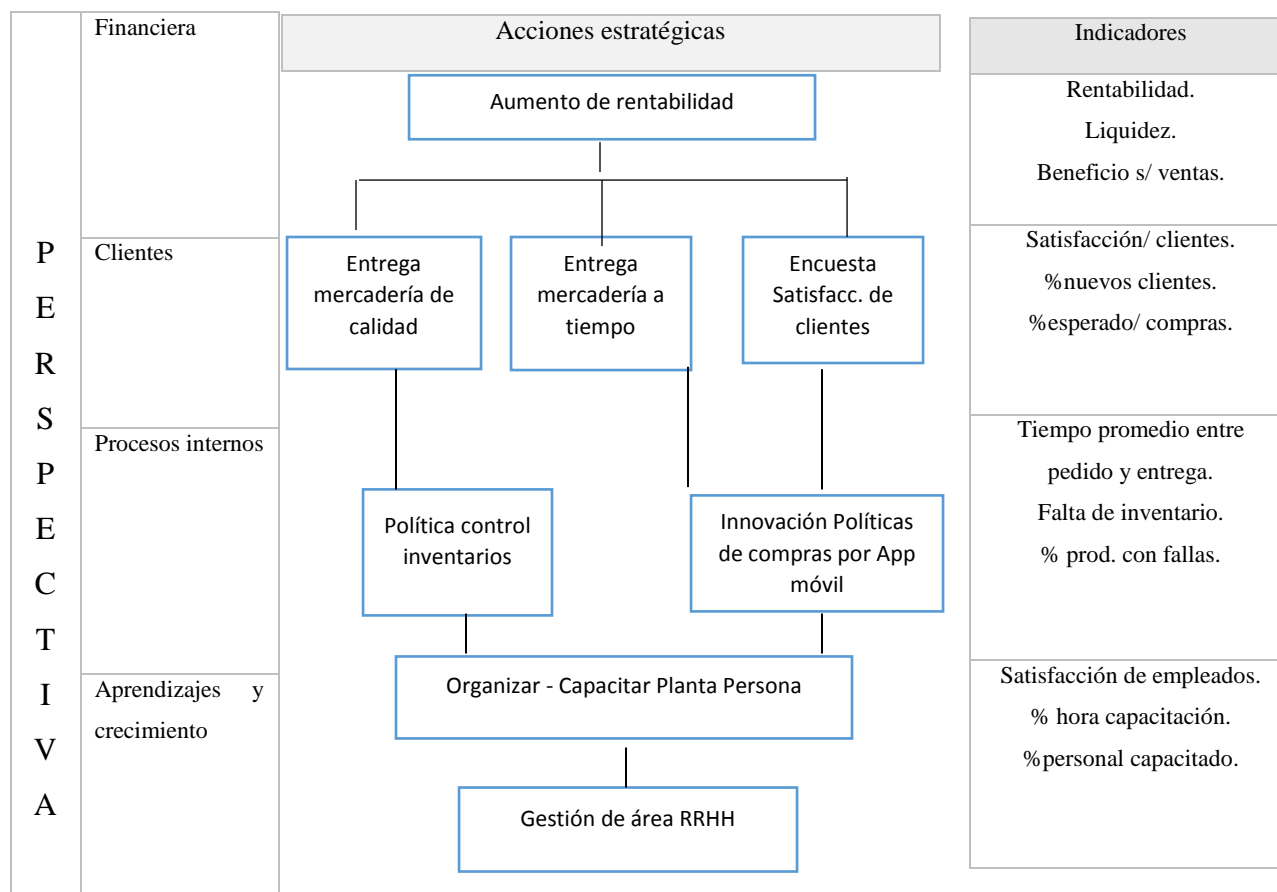 PERSPECTIVA
Financiera
Acciones estratégicas
Indicadores
Aumento de rentabilidad
Rentabilidad.
Liquidez.
Beneficio s/ ventas.
Clientes
Entrega
mercadería de
calidad
Entrega
mercadería a
tiempo
Encuesta
Satisfacc. de
clientes
Satisfacción/ clientes.
%nuevos clientes.
%esperado/ compras.
Procesos internos
Política control
inventarios
Innovación Políticas
de compras por App
móvil
Tiempo promedio entre
pedido y entrega.
Falta de inventario.
% prod. con fallas.
Aprendizajes y
crecimiento
Organizar - Capacitar Planta Persona
Gestión de área RRHH
Satisfacción de empleados.
% hora capacitación.
%personal capacitado.